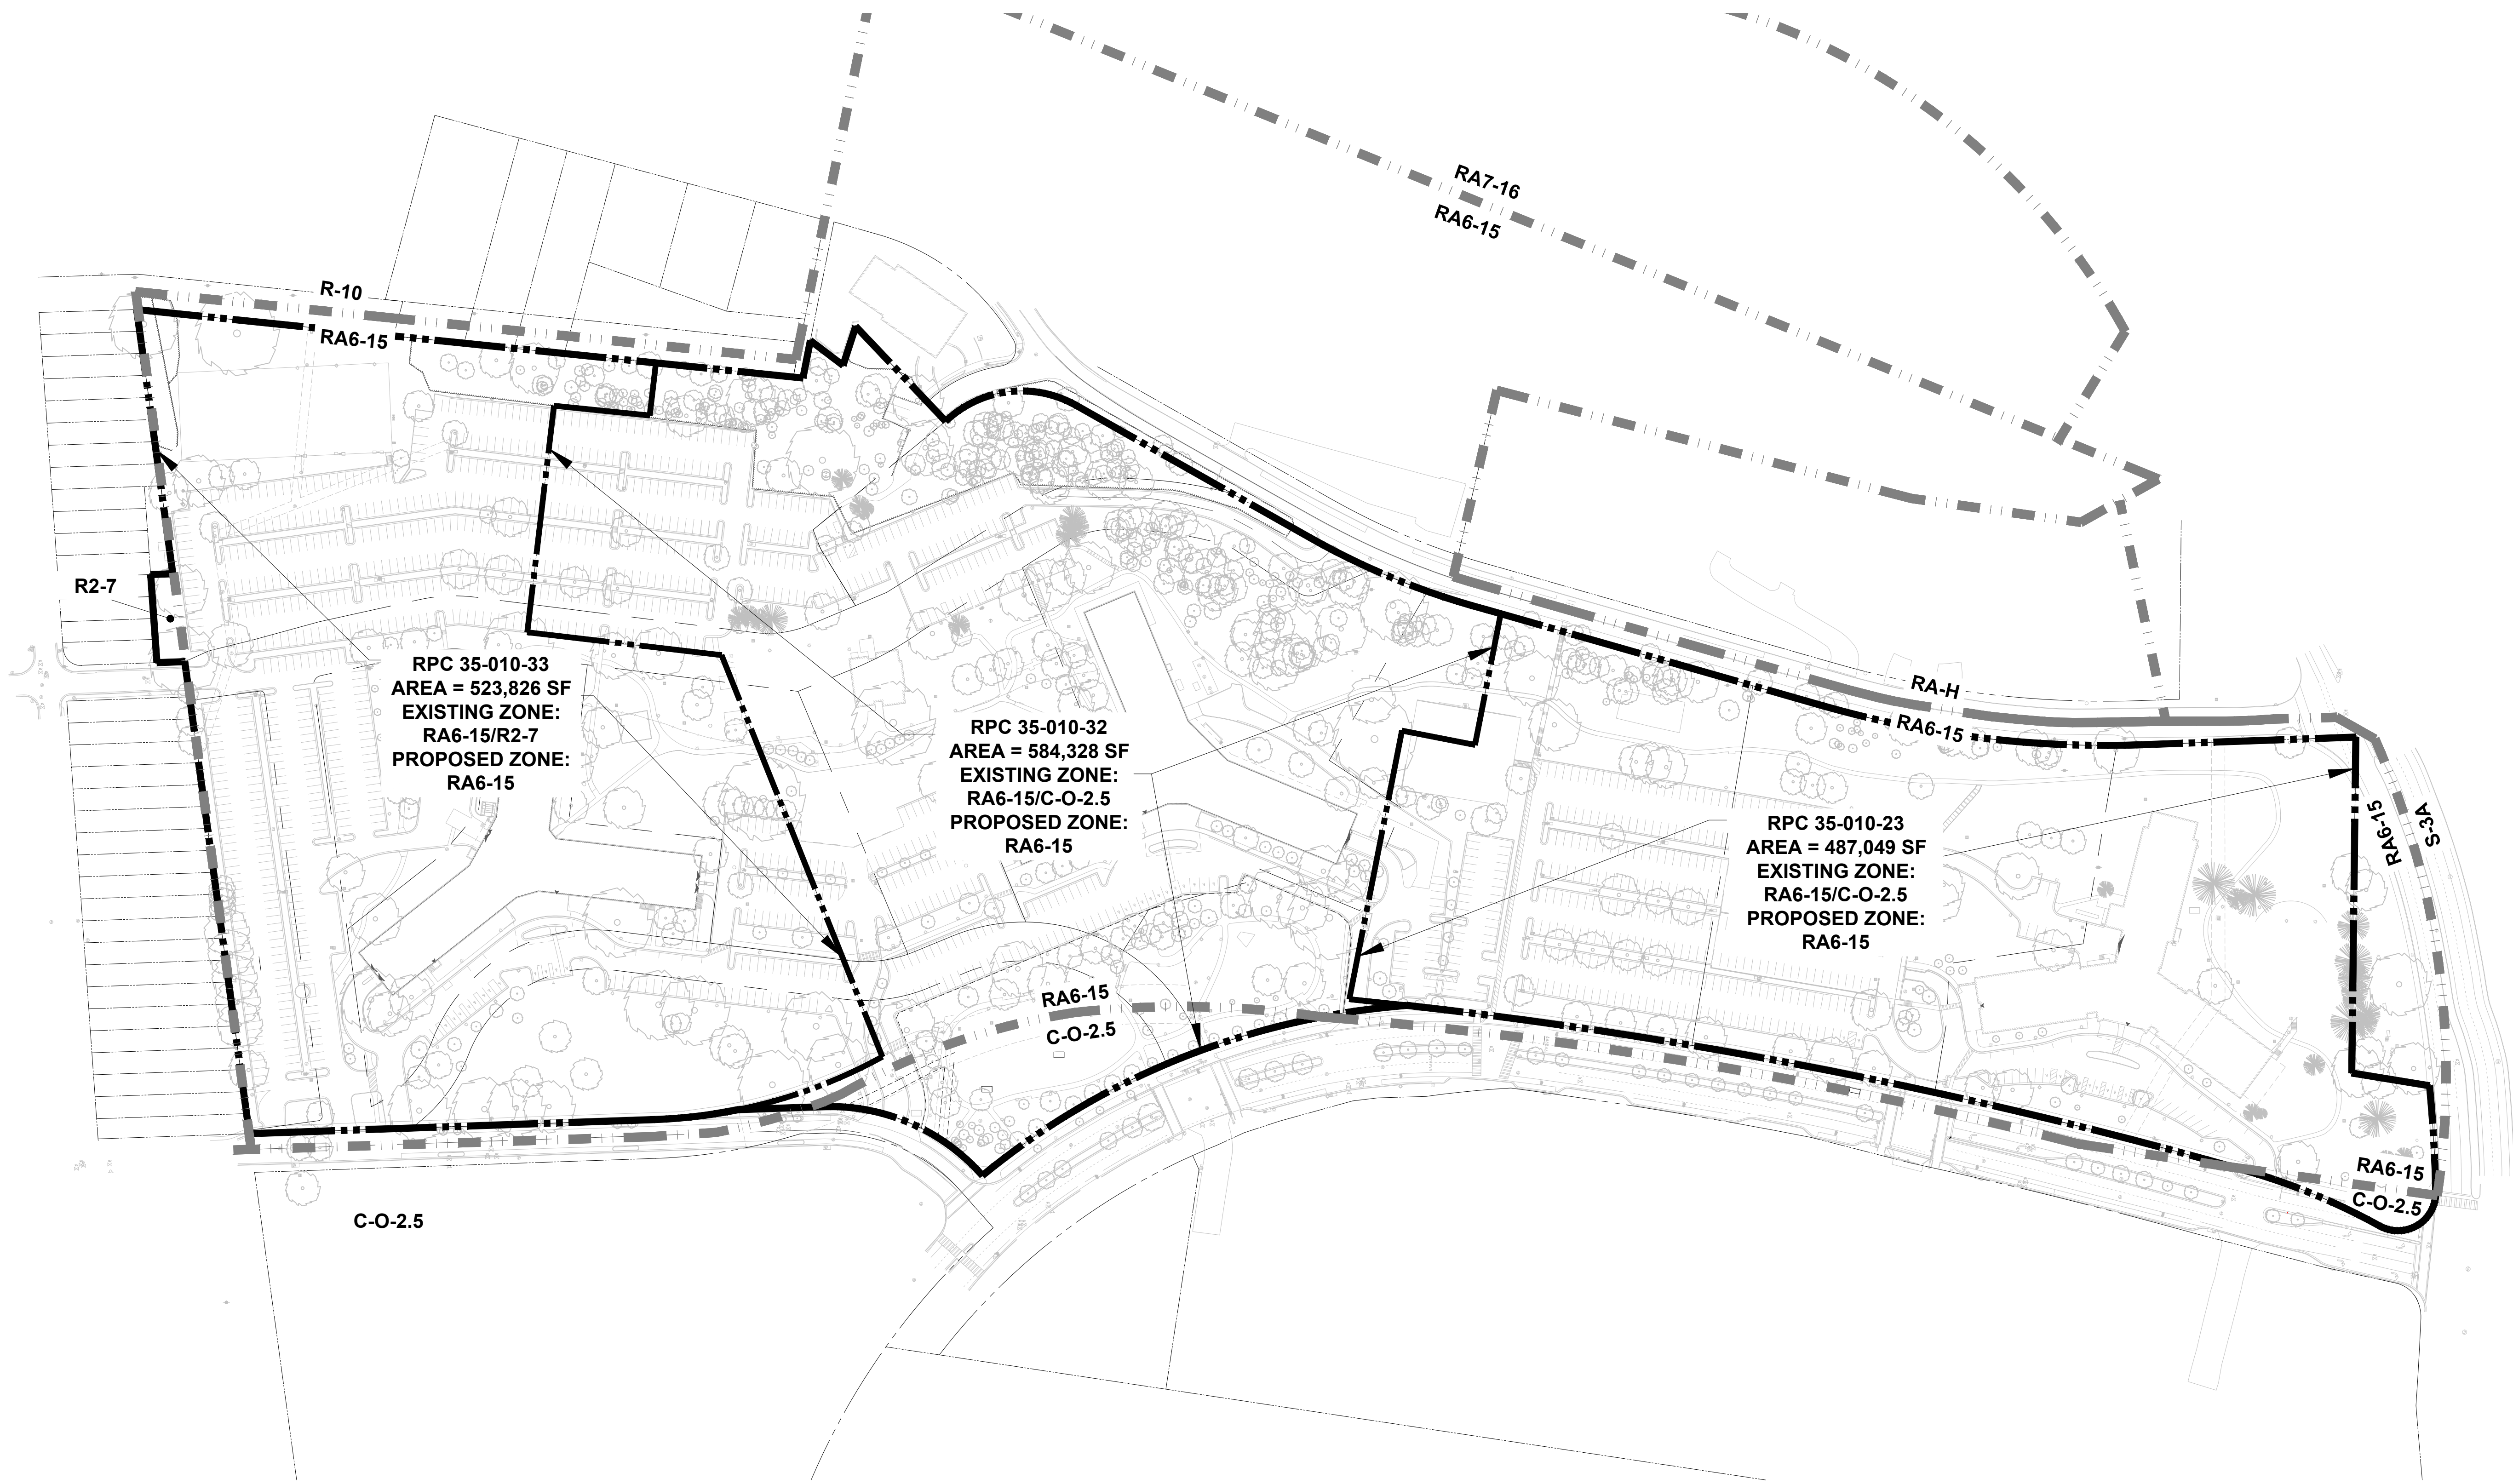 RA7-16
RA6-15
R-10
RA6-15
R2-7
RPC 35-010-33
AREA = 523,826 SF
EXISTING ZONE:
RA6-15/R2-7
PROPOSED ZONE:
RA6-15
RPC 35-010-32
AREA = 584,328 SF
EXISTING ZONE:
RA6-15/C-O-2.5
PROPOSED ZONE:
RA6-15
RA-H
RA6-15
RPC 35-010-23
AREA = 487,049 SF
EXISTING ZONE:
RA6-15/C-O-2.5
PROPOSED ZONE:
RA6-15
RA6-15
S-3A
RA6-15
C-O-2.5
RA6-15
C-O-2.5
C-O-2.5